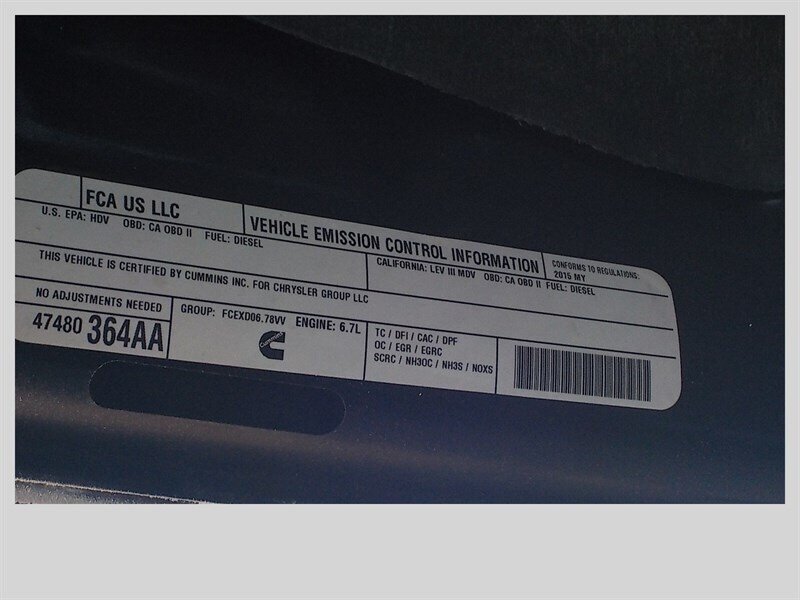 FCA US LLC
VEHICLE EMISSION CONTROL INFORMATION
CONFORMS TO REGULATIONS:
2015 MY
U.S. EPA: HDV OBD: CA OBD II FUEL: DIESEL
CALIFORNIA: LEV III MDV OBD: CA OBD II FUEL: DIESEL
THIS VEHICLE IS CERTIFIED BY CUMMINS INC. FOR CHRYSLER GROUP LLC
NO ADJUSTMENTS NEEDED
47480 364AA
GROUP: FCEXD06.78VV ENGINE: 6.7L
Cummins
TC / DFI / CAC / DPF
OC / EGR / EGRC
SCRC / NH3OC / NH3S / NOXS